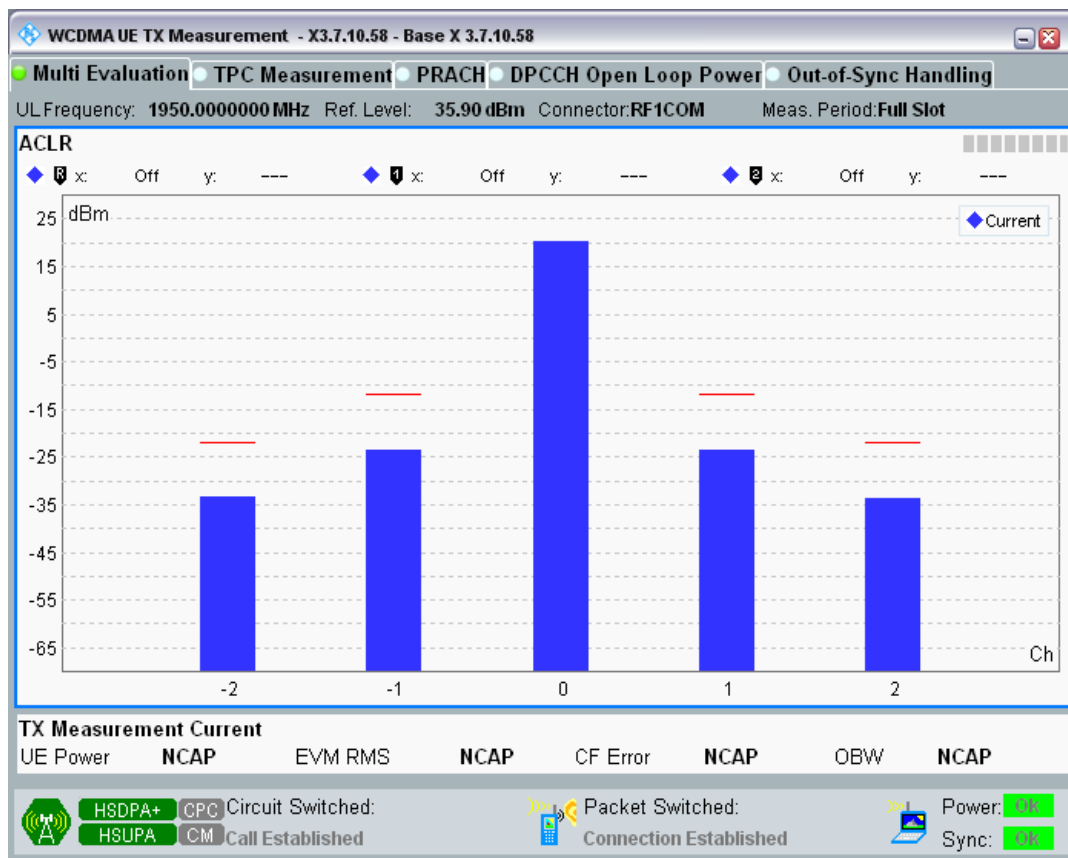 WCDMA UE TX Measurement - X3.7.10.58 - Base X 3.7.10.58
Multi Evaluation TPC Measurement PRACH DPCCH Open Loop Power Out-of-Sync Handling
UL Frequency: 1950.0000000 MHz Ref. Level: 35.90 dBm Connector:RF1COM Meas. Period:Full Slot
ACLR
R x: Off y: --- 1 x: Off y: --- 2 x: Off y: ---
dBm
Current
25
15
5
-5
-15
-25
-35
-45
-55
-65
Ch
-2 -1 0 1 2
TX Measurement Current
UE Power NCAP EVM RMS NCAP CF Error NCAP OBW NCAP
HSDPA+ CPC Circuit Switched: Packet Switched: Power: OK
HSUPA CM Call Established Connection Established Sync: OK